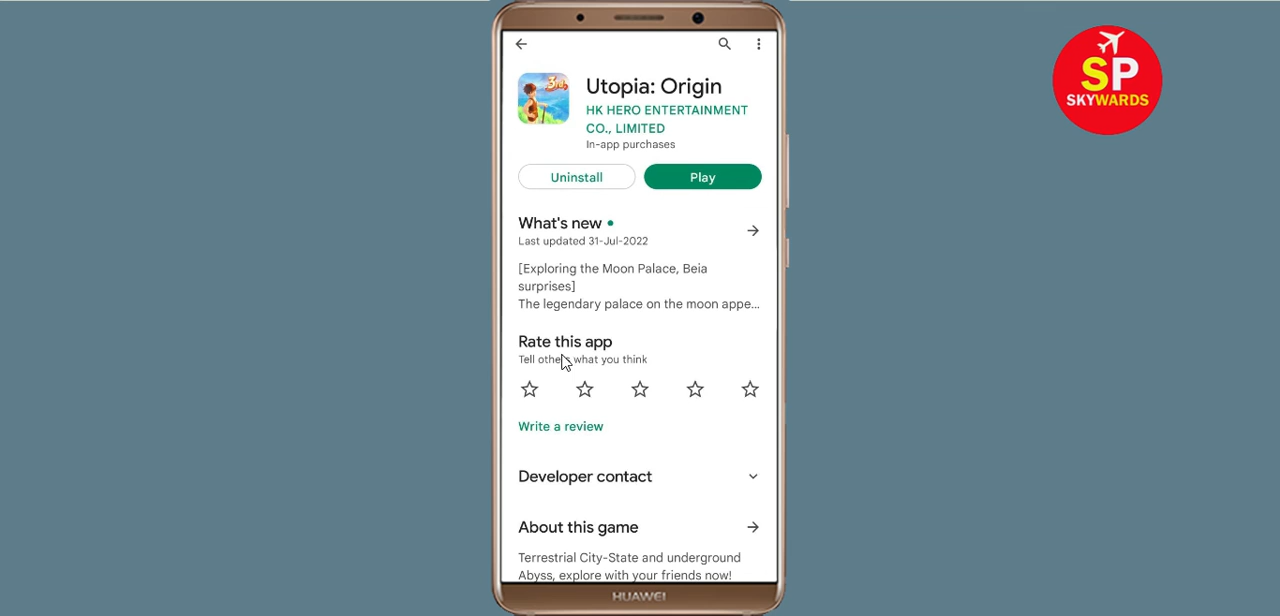 SP
SKYWARDS
Utopia: Origin
HK HERO ENTERTAINMENT
CO., LIMITED
In-app purchases
Uninstall
Play
What's new
Last updated 31-Jul-2022
[Exploring the Moon Palace, Beia
surprises]
The legendary palace on the moon appe...
Rate this app
Tell others what you think
Write a review
Developer contact
About this game
Terrestrial City-State and underground
Abyss, explore with your friends now!
HUAWEI